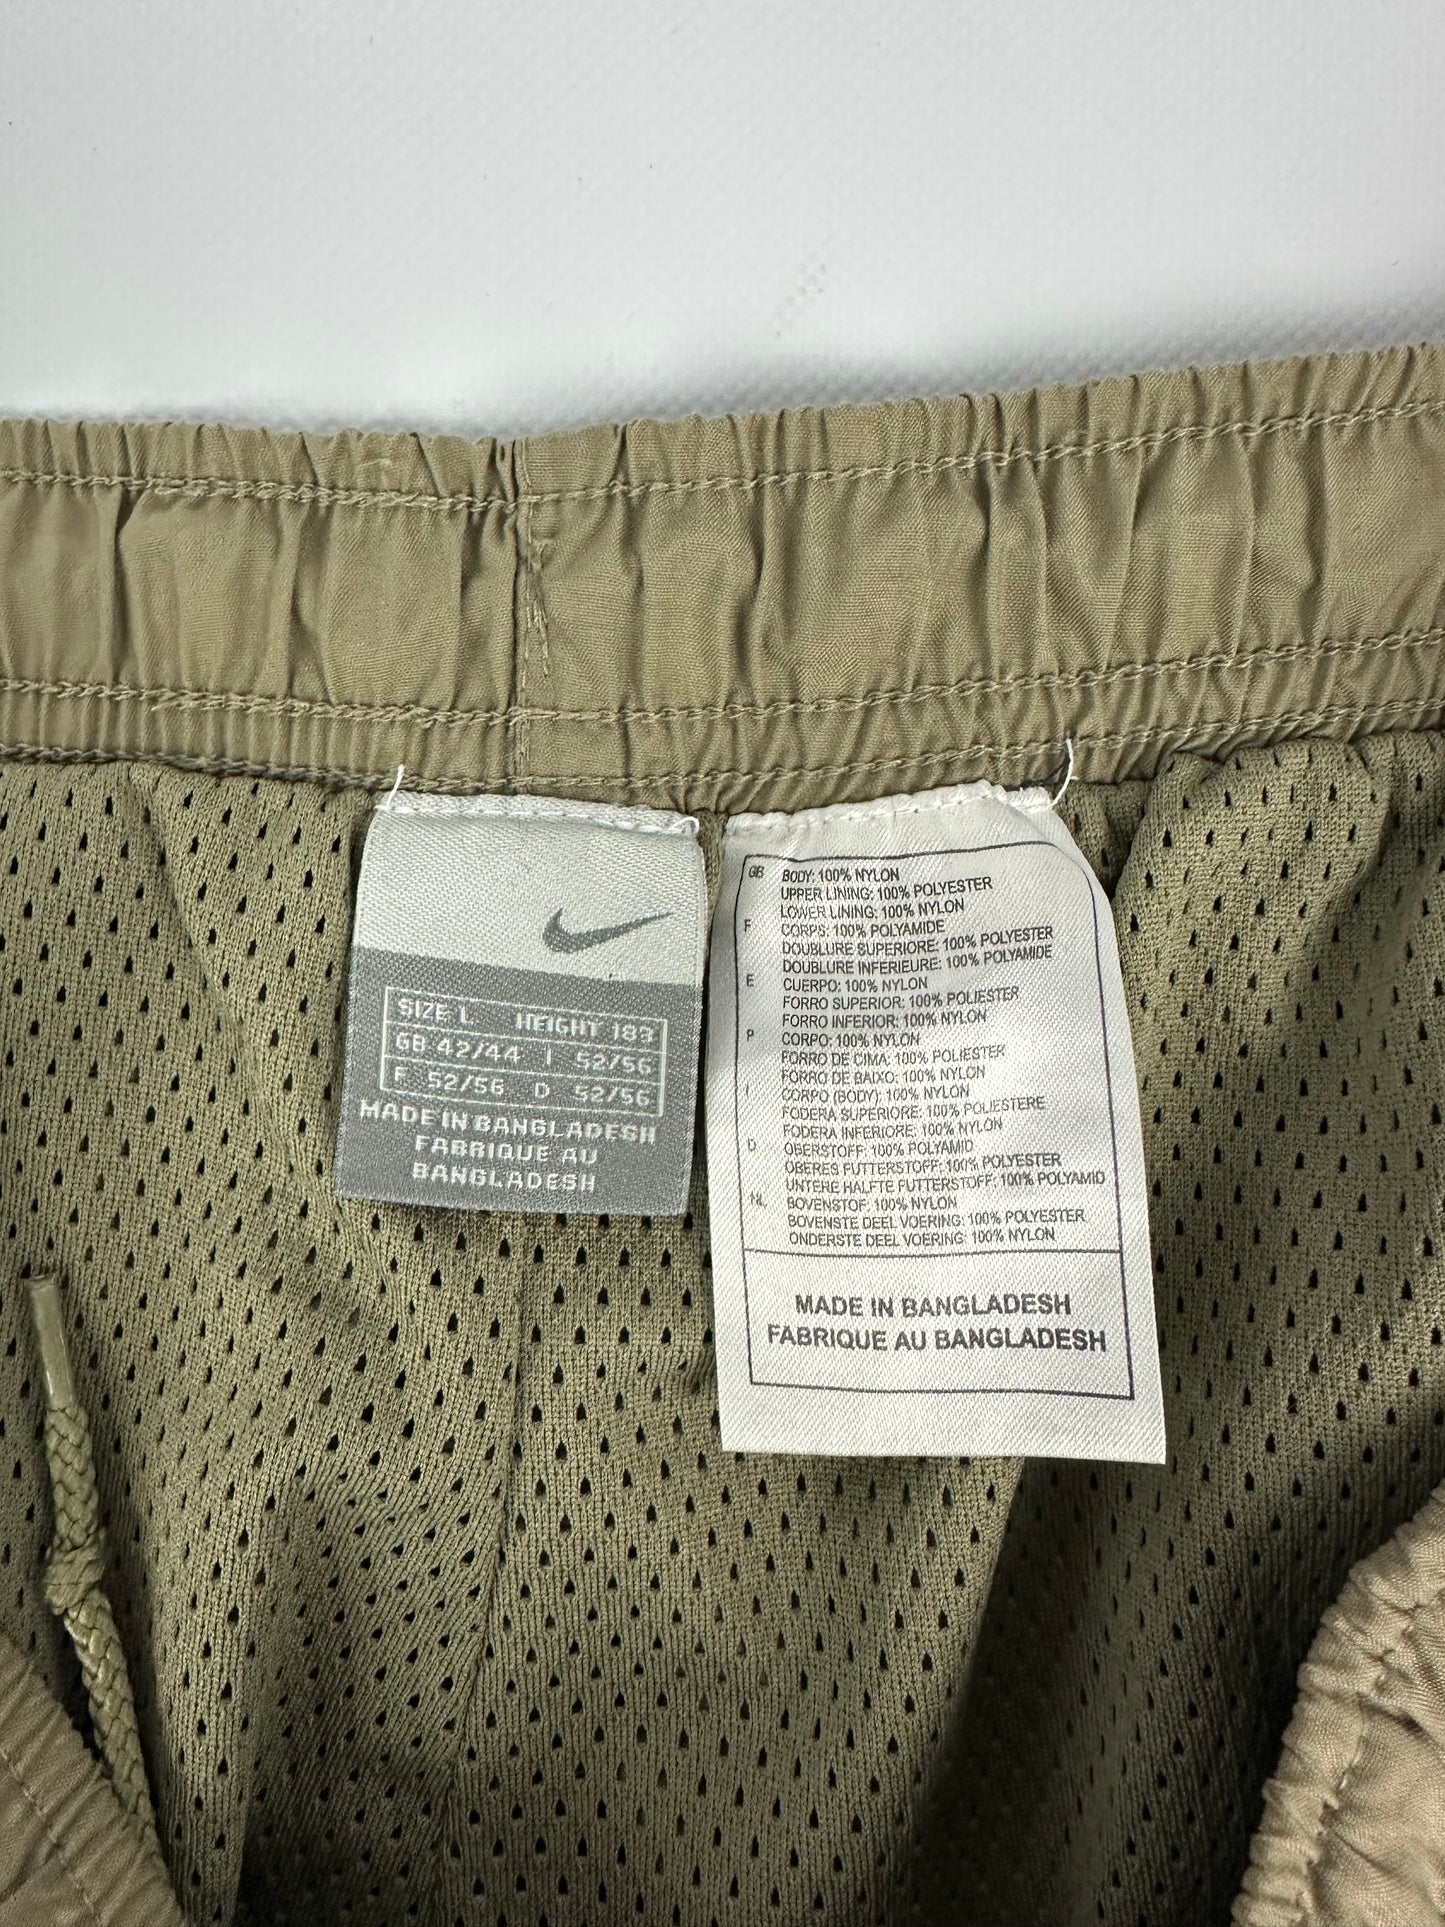 SIZE L HEIGHT 183
GB 42/44 I 52/56
F 52/56 D 52/56
MADE IN BANGLADESH
FABRIQUE AU
BANGLADESH
GB BODY: 100% NYLON
UPPER LINING: 100% POLYESTER
LOWER LINING: 100% NYLON
F CORPS: 100% POLYAMIDE
DOUBLURE SUPERIORE: 100% POLYESTER
DOUBLURE INFERIEURE: 100% POLYAMIDE
E CUERPO: 100% NYLON
FORRO SUPERIOR: 100% POLIESTER
FORRO INFERIOR: 100% NYLON
P CORPO: 100% NYLON
FORRO DE CIMA: 100% POLIESTER
FORRO DE BAIXO: 100% NYLON
I CORPO (BODY): 100% NYLON
FODERA SUPERIORE: 100% POLIESTERE
FODERA INFERIORE: 100% NYLON
D OBERSTOFF: 100% POLYAMID
OBERES FUTTERSTOFF: 100% POLYESTER
UNTERE HALFTE FUTTERSTOFF: 100% POLYAMID
NL BOVENSTOF: 100% NYLON
BOVENSTE DEEL VOERING: 100% POLYESTER
ONDERSTE DEEL VOERING: 100% NYLON
MADE IN BANGLADESH
FABRIQUE AU BANGLADESH